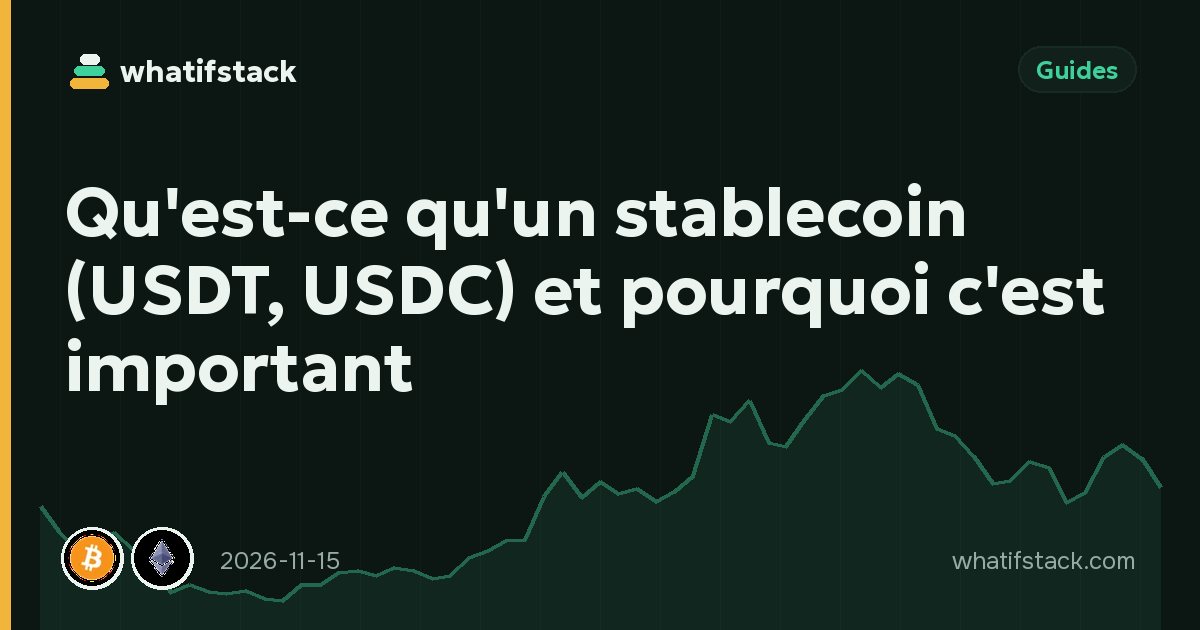 whatifstack
Guides
Qu'est-ce qu'un stablecoin
(USDT, USDC) et pourquoi c'est
important
2026-11-15
whatifstack.com